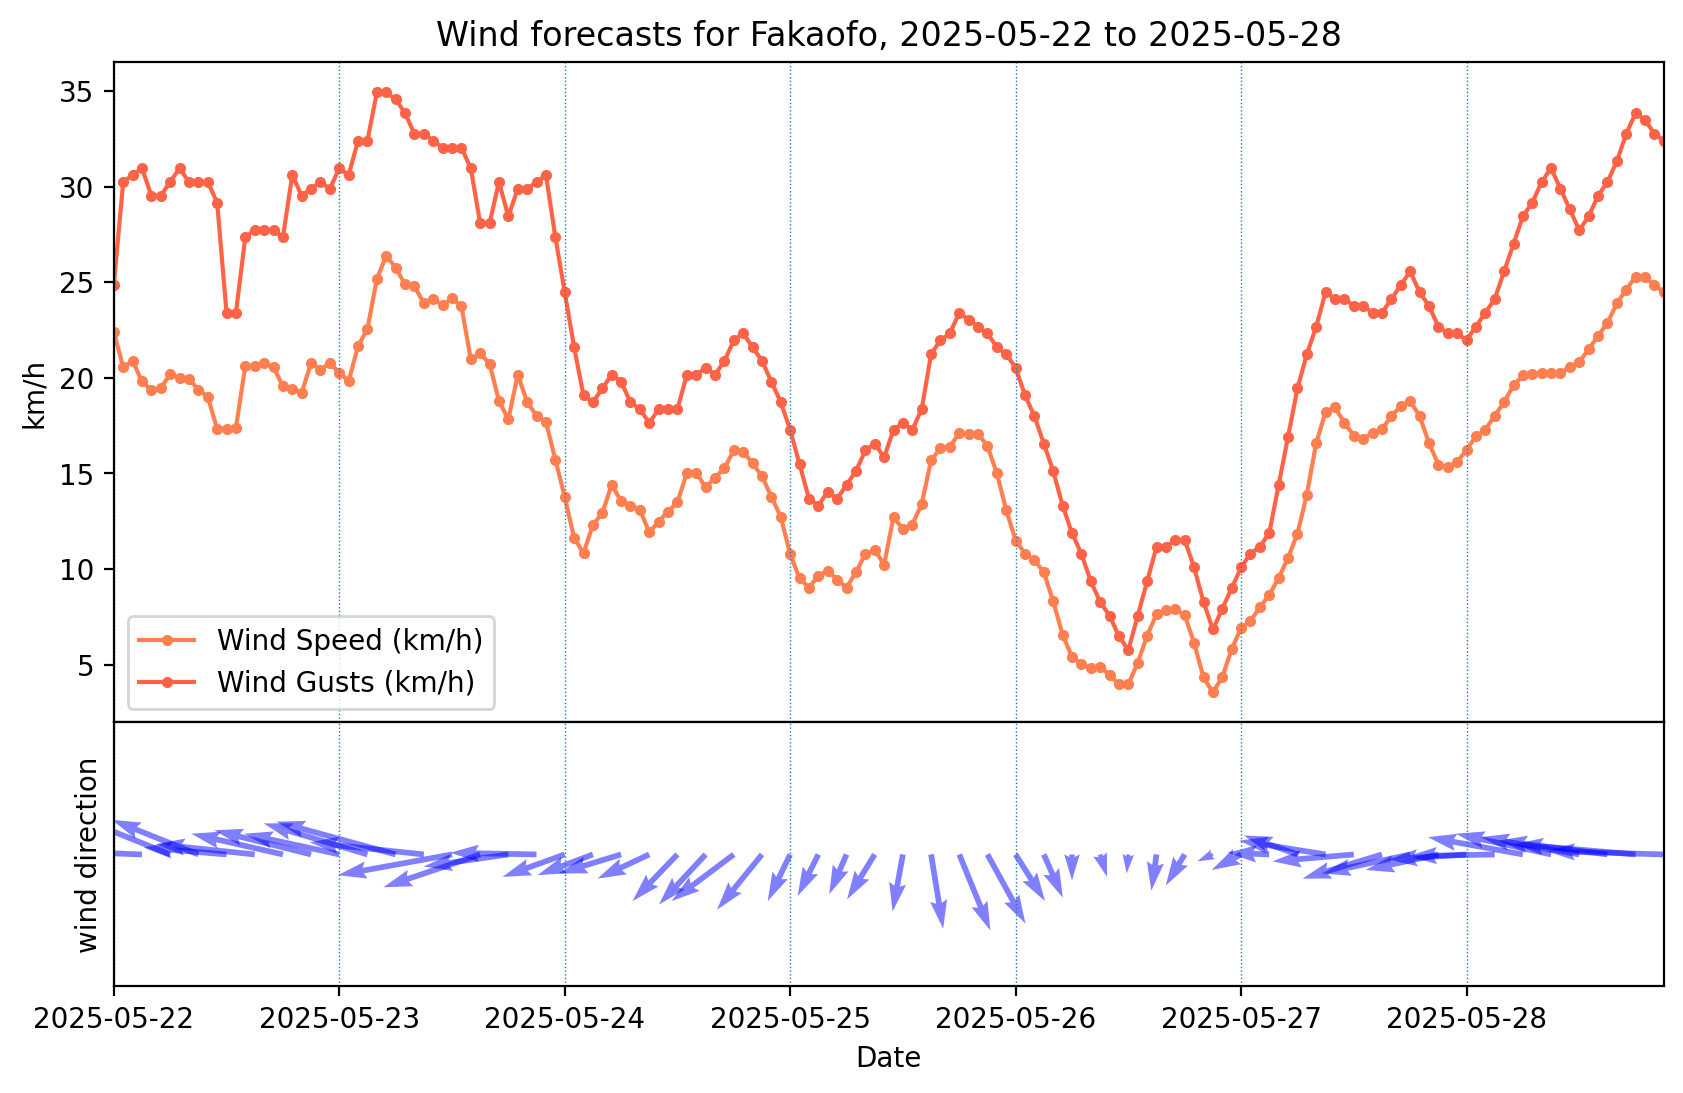 Wind forecasts for Fakaofo, 2025-05-22 to 2025-05-28
35
30
25
20
15
10
5
km/h
Wind Speed (km/h)
Wind Gusts (km/h)
wind direction
2025-05-22 2025-05-23 2025-05-24 2025-05-25 2025-05-26 2025-05-27 2025-05-28
Date